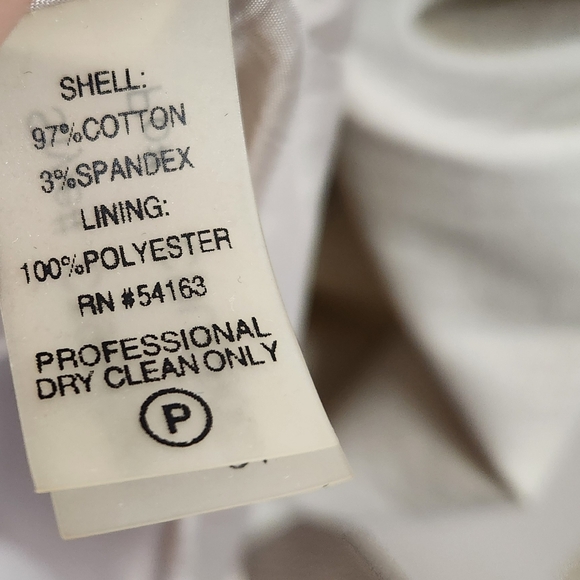 SHELL:
97%COTTON
3%SPANDEX
LINING:
100%POLYESTER
RN #54163
PROFESSIONAL
DRY CLEAN ONLY
P